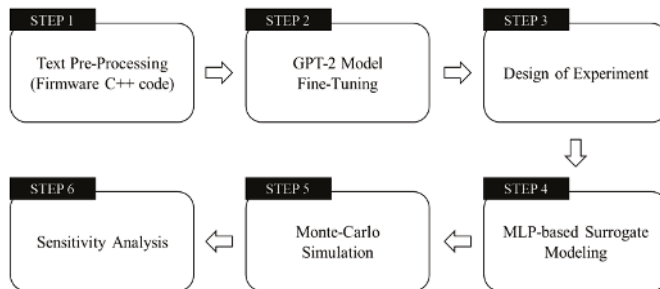 STEP 1
Text Pre-Processing
(Firmware C++ code)
STEP 2
GPT-2 Model
Fine-Tuning
STEP 3
Design of Experiment
STEP 4
MLP-based Surrogate
Modeling
STEP 5
Monte-Carlo
Simulation
STEP 6
Sensitivity Analysis